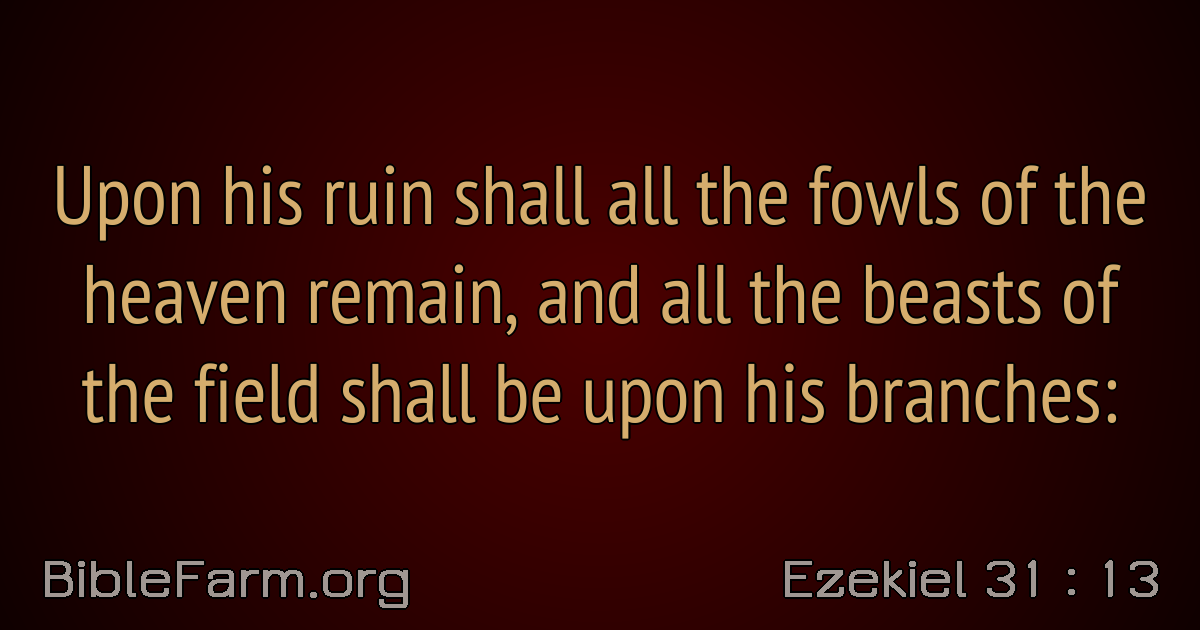 Upon his ruin shall all the fowls of the
heaven remain, and all the beasts of
the field shall be upon his branches:
BibleFarm.org
Ezekiel 31 : 13